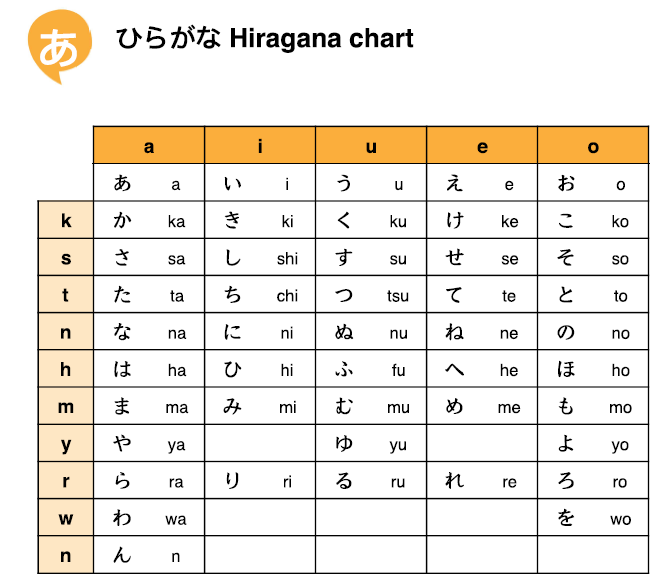 あ
ひらがな Hiragana chart
a i u e o
あ a い i う u え e お o
k か ka き ki く ku け ke こ ko
s さ sa し shi す su せ se そ so
t た ta ち chi つ tsu て te と to
n な na に ni ぬ nu ね ne の no
h は ha ひ hi ふ fu へ he ほ ho
m ま ma み mi む mu め me も mo
y や ya ゆ yu よ yo
r ら ra り ri る ru れ re ろ ro
w わ wa を wo
n ん n